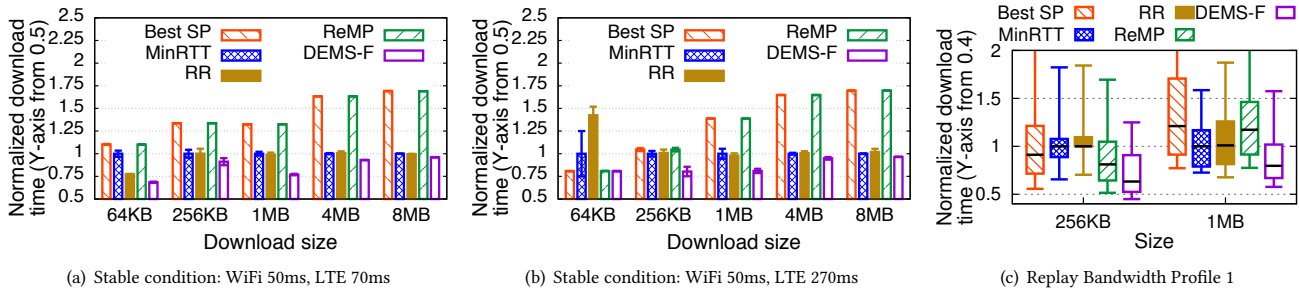 Normalized download
time (Y-axis from 0.5)
2.5
2.25
2
1.75
1.5
1.25
1
0.75
0.5
Best SP
MinRTT
RR
ReMP
DEMS-F
64KB 256KB 1MB 4MB 8MB
Download size
(a) Stable condition: WiFi 50ms, LTE 70ms
Normalized download
time (Y-axis from 0.5)
2.5
2.25
2
1.75
1.5
1.25
1
0.75
0.5
Best SP
MinRTT
RR
ReMP
DEMS-F
64KB 256KB 1MB 4MB 8MB
Download size
(b) Stable condition: WiFi 50ms, LTE 270ms
Best SP RR DEMS-F
MinRTT ReMP
Normalized download
time (Y-axis from 0.4)
2
1.5
1
0.5
256KB 1MB
Size
(c) Replay Bandwidth Profile 1